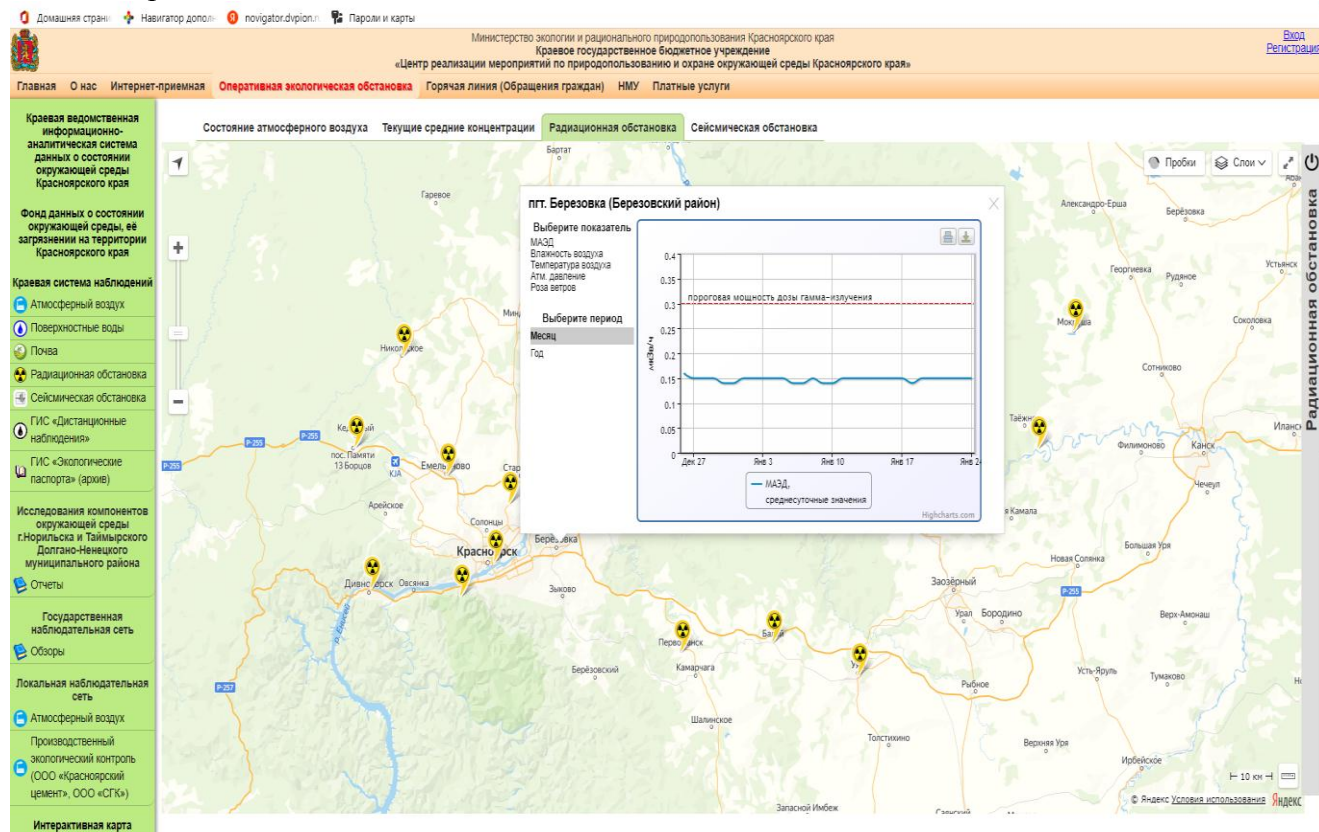 Домашняя страни
Навигатор допол
novigator.dvpion.r
Пароли и карты
Министерство экологии и рационального природопользования Красноярского края
Краевое государственное бюджетное учреждение
«Центр реализации мероприятий по природопользованию и охране окружающей среды Красноярского края»
Вход
Регистрация
Главная О нас Интернет-приемная Оперативная экологическая обстановка Горячая линия (Обращения граждан) НМУ Платные услуги
Краевая ведомственная
информационно-
аналитическая система
данных о состоянии
окружающей среды
Красноярского края
Фонд данных о состоянии
окружающей среды, её
загрязнении на территории
Красноярского края
Краевая система наблюдений
Атмосферный воздух
Поверхностные воды
Почва
Радиационная обстановка
Сейсмическая обстановка
ГИС «Дистанционные
наблюдения»
ГИС «Экологические
паспорта» (архив)
Исследования компонентов
окружающей среды
г.Норильска и Таймырского
Долгано-Ненецкого
муниципального района
Отчеты
Государственная
наблюдательная сеть
Обзоры
Локальная наблюдательная
сеть
Атмосферный воздух
Производственный
экологический контроль
(ООО «Красноярский
цемент», ООО «СГК»)
Интерактивная карта
Состояние атмосферного воздуха Текущие средние концентрации Радиационная обстановка Сейсмическая обстановка
Пробки
Слои
Радиационная обстановка
пгт. Березовка (Березовский район)
Выберите показатель
МАЭД
Влажность воздуха
Температура воздуха
Атм. давление
Роза ветров
Выберите период
Месяц
Год
мкЗв/ч
0.4
0.35
0.3
0.25
0.2
0.15
0.1
0.05
0
пороговая мощность дозы гамма-излучения
Дек 27 Янв 3 Янв 10 Янв 17 Янв 24
МАЭД,
среднесуточные значения
Highcharts.com
Бартат
Гаревое
Александро-Ерша
Берёзовка
Георгиевка
Рудяное
Устьянск
Соколовка
Сотниково
Филимоново
Канск
Иланск
Чечеул
Большая Уря
Новая Солянка
Р-255
Р-255
Р-255
Р-255
пос. Памяти
13 Борцов
KJA
Арейское
Солонцы
Овсянка
р. Енисей
Р-257
Зыково
Берёзовский
Камарчага
Шалинское
Заозёрный
Урал
Бородино
Рыбное
Усть-Яруль
Тумаково
Верх-Амонаш
Толстихино
Верхняя Уря
Ирбейское
Запасной Имбеж
10 км
© Яндекс Условия использования Яндекс